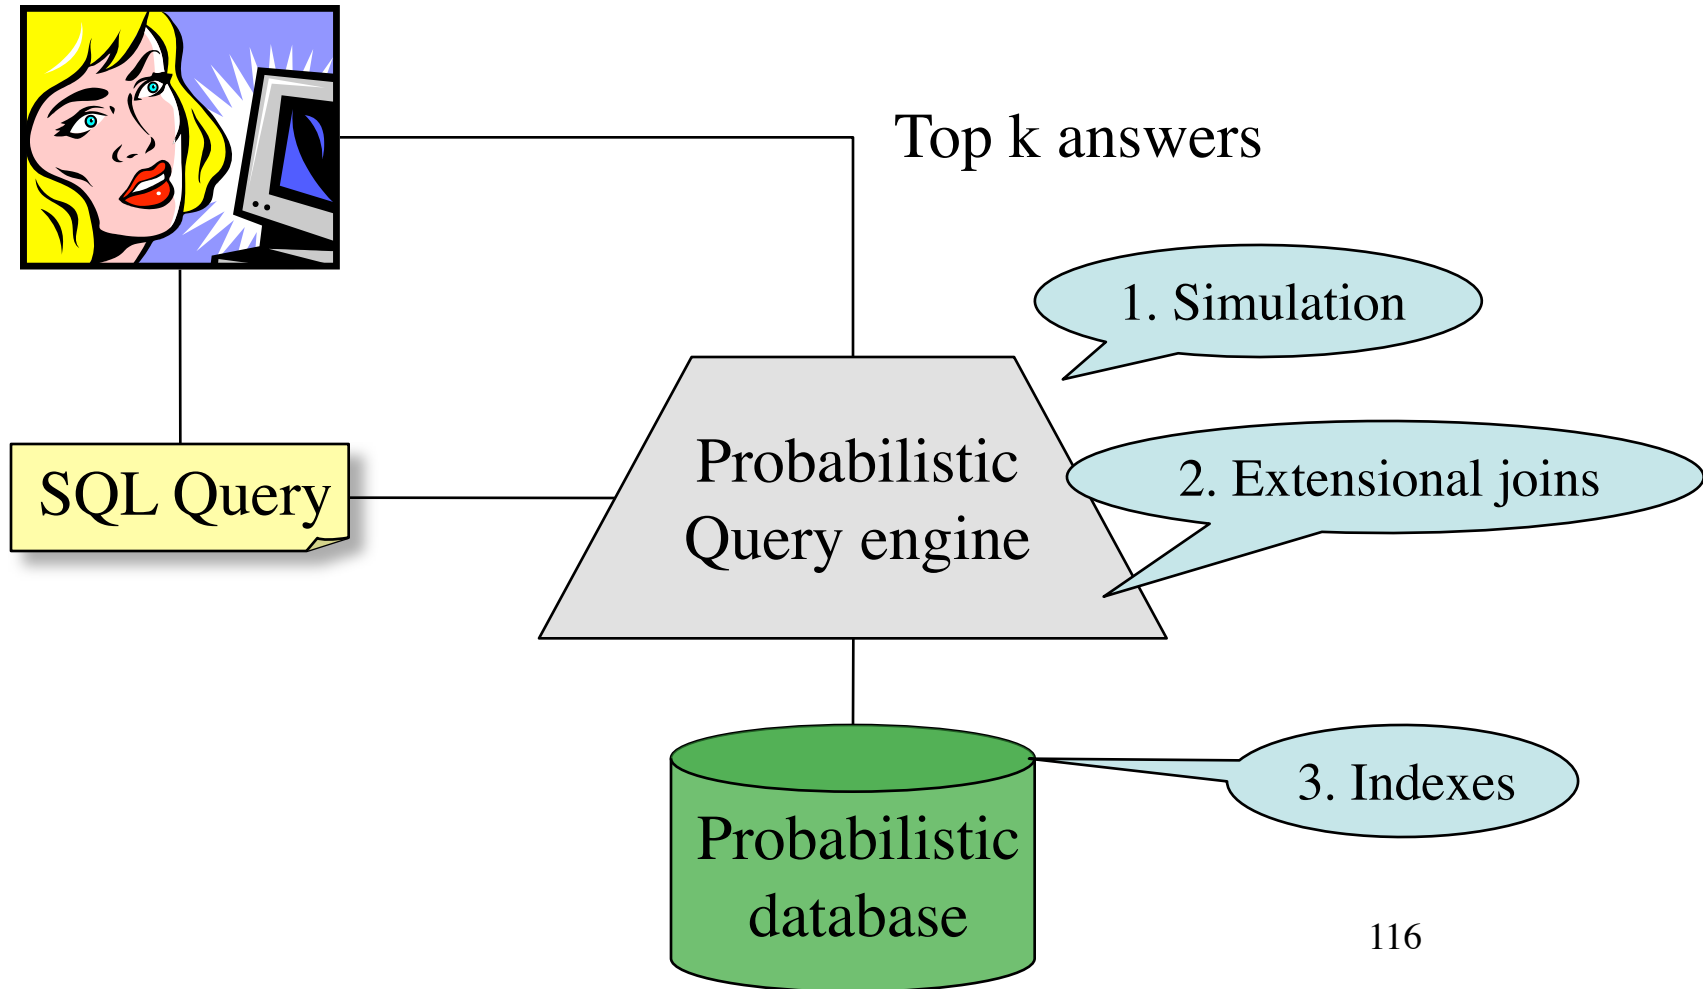 Top k answers
1. Simulation
SQL Query
Probabilistic
Query engine
2. Extensional joins
3. Indexes
Probabilistic
database
116